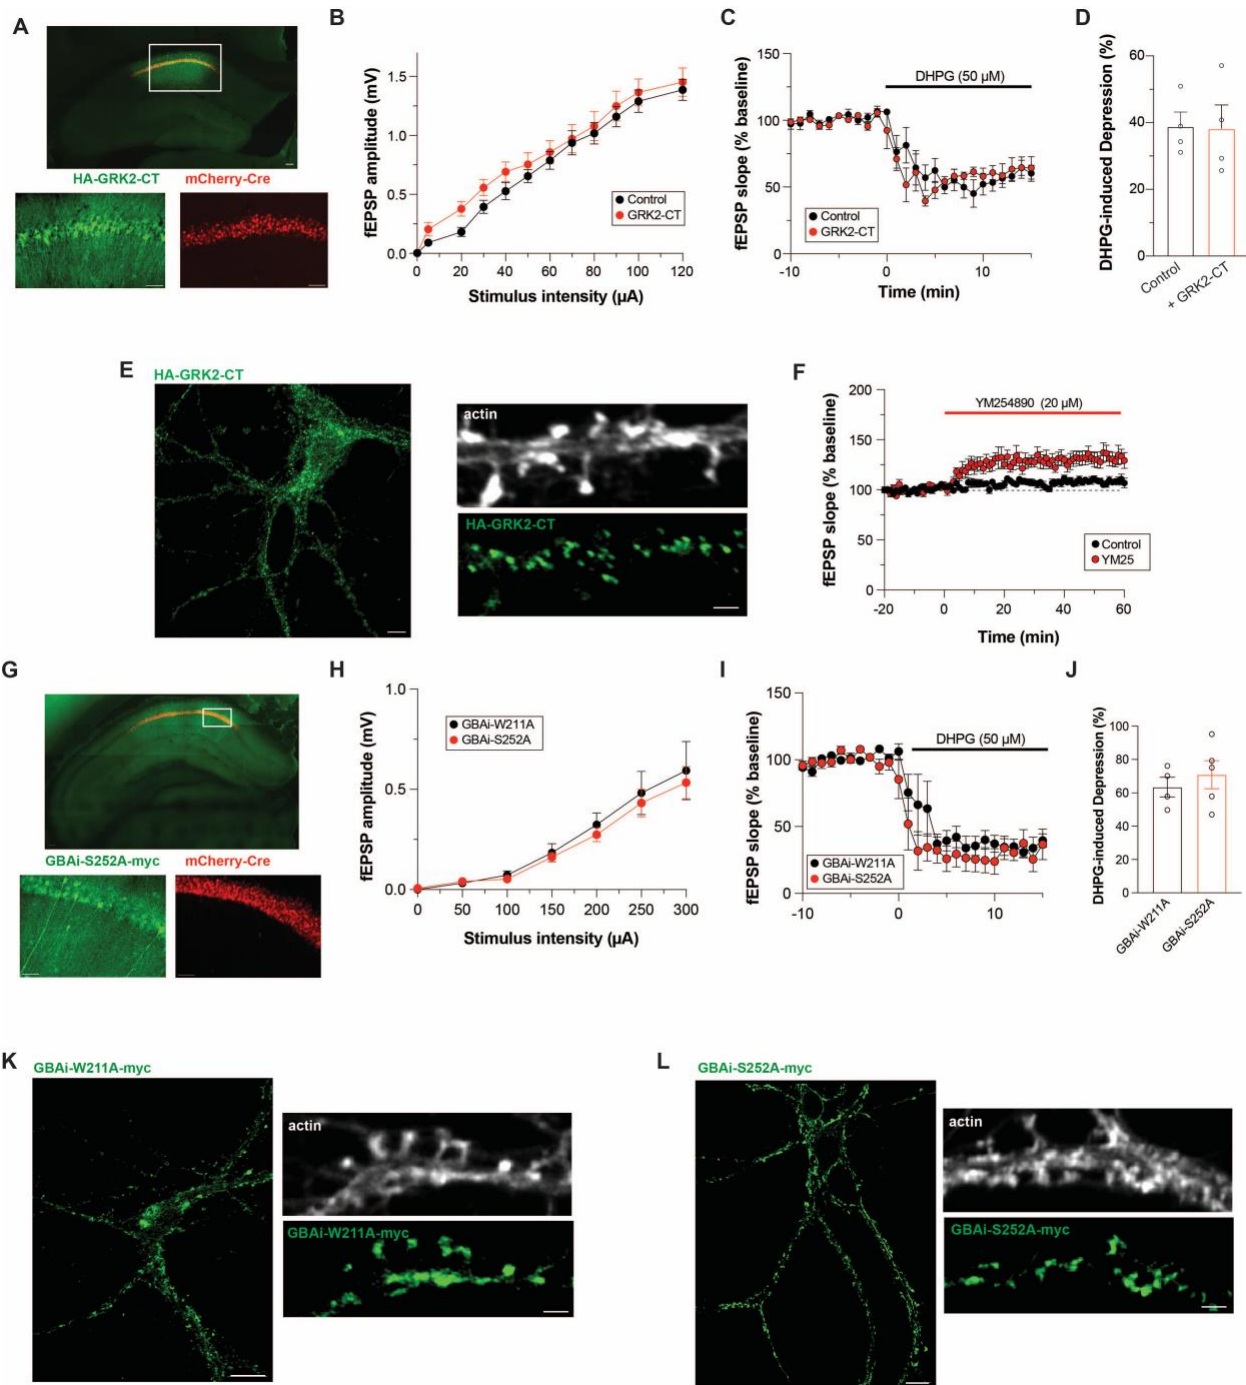 A
HA-GRK2-CT
mCherry-Cre
B
fEPSP amplitude (mV)
1.5
1.0
0.5
0.0
Control
GRK2-CT
0 20 40 60 80 100 120
Stimulus intensity (µA)
C
fEPSP slope (% baseline)
150
100
50
0
DHPG (50 µM)
Control
GRK2-CT
-10 0 10
Time (min)
D
DHPG-induced Depression (%)
60
40
20
0
Control
+ GRK2-CT
E
HA-GRK2-CT
actin
HA-GRK2-CT
F
fEPSP slope (% baseline)
200
150
100
50
0
YM254890 (20 µM)
Control
YM25
-20 0 20 40 60
Time (min)
G
GBAi-S252A-myc
mCherry-Cre
H
fEPSP amplitude (mV)
1.0
0.5
0.0
GBAi-W211A
GBAi-S252A
0 50 100 150 200 250 300
Stimulus intensity (µA)
I
fEPSP slope (% baseline)
150
100
50
0
DHPG (50 µM)
GBAi-W211A
GBAi-S252A
-10 0 10
Time (min)
J
DHPG-induced Depression (%)
100
80
60
40
20
0
GBAi-W211A
GBAi-S252A
K
GBAi-W211A-myc
actin
GBAi-W211A-myc
L
GBAi-S252A-myc
actin
GBAi-S252A-myc